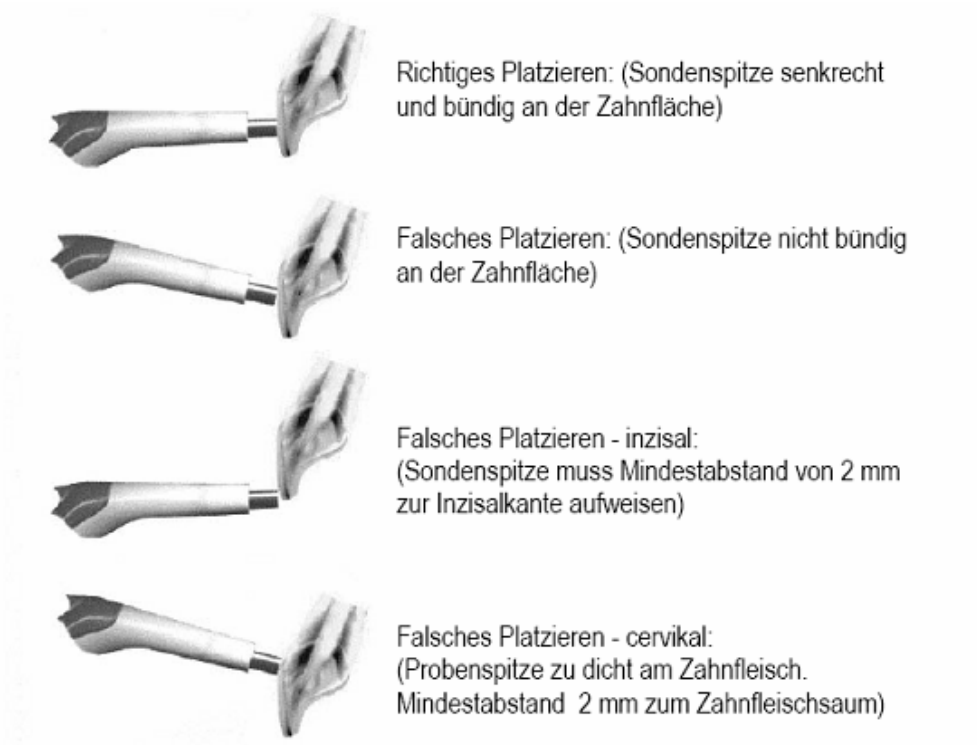 Richtiges Platzieren: (Sondenspitze senkrecht
und bündig an der Zahnfläche)
Falsches Platzieren: (Sondenspitze nicht bündig
an der Zahnfläche)
Falsches Platzieren - inzisal:
(Sondenspitze muss Mindestabstand von 2 mm
zur Inzisalkante aufweisen)
Falsches Platzieren - cervikal:
(Probenspitze zu dicht am Zahnfleisch.
Mindestabstand  2 mm zum Zahnfleischsaum)